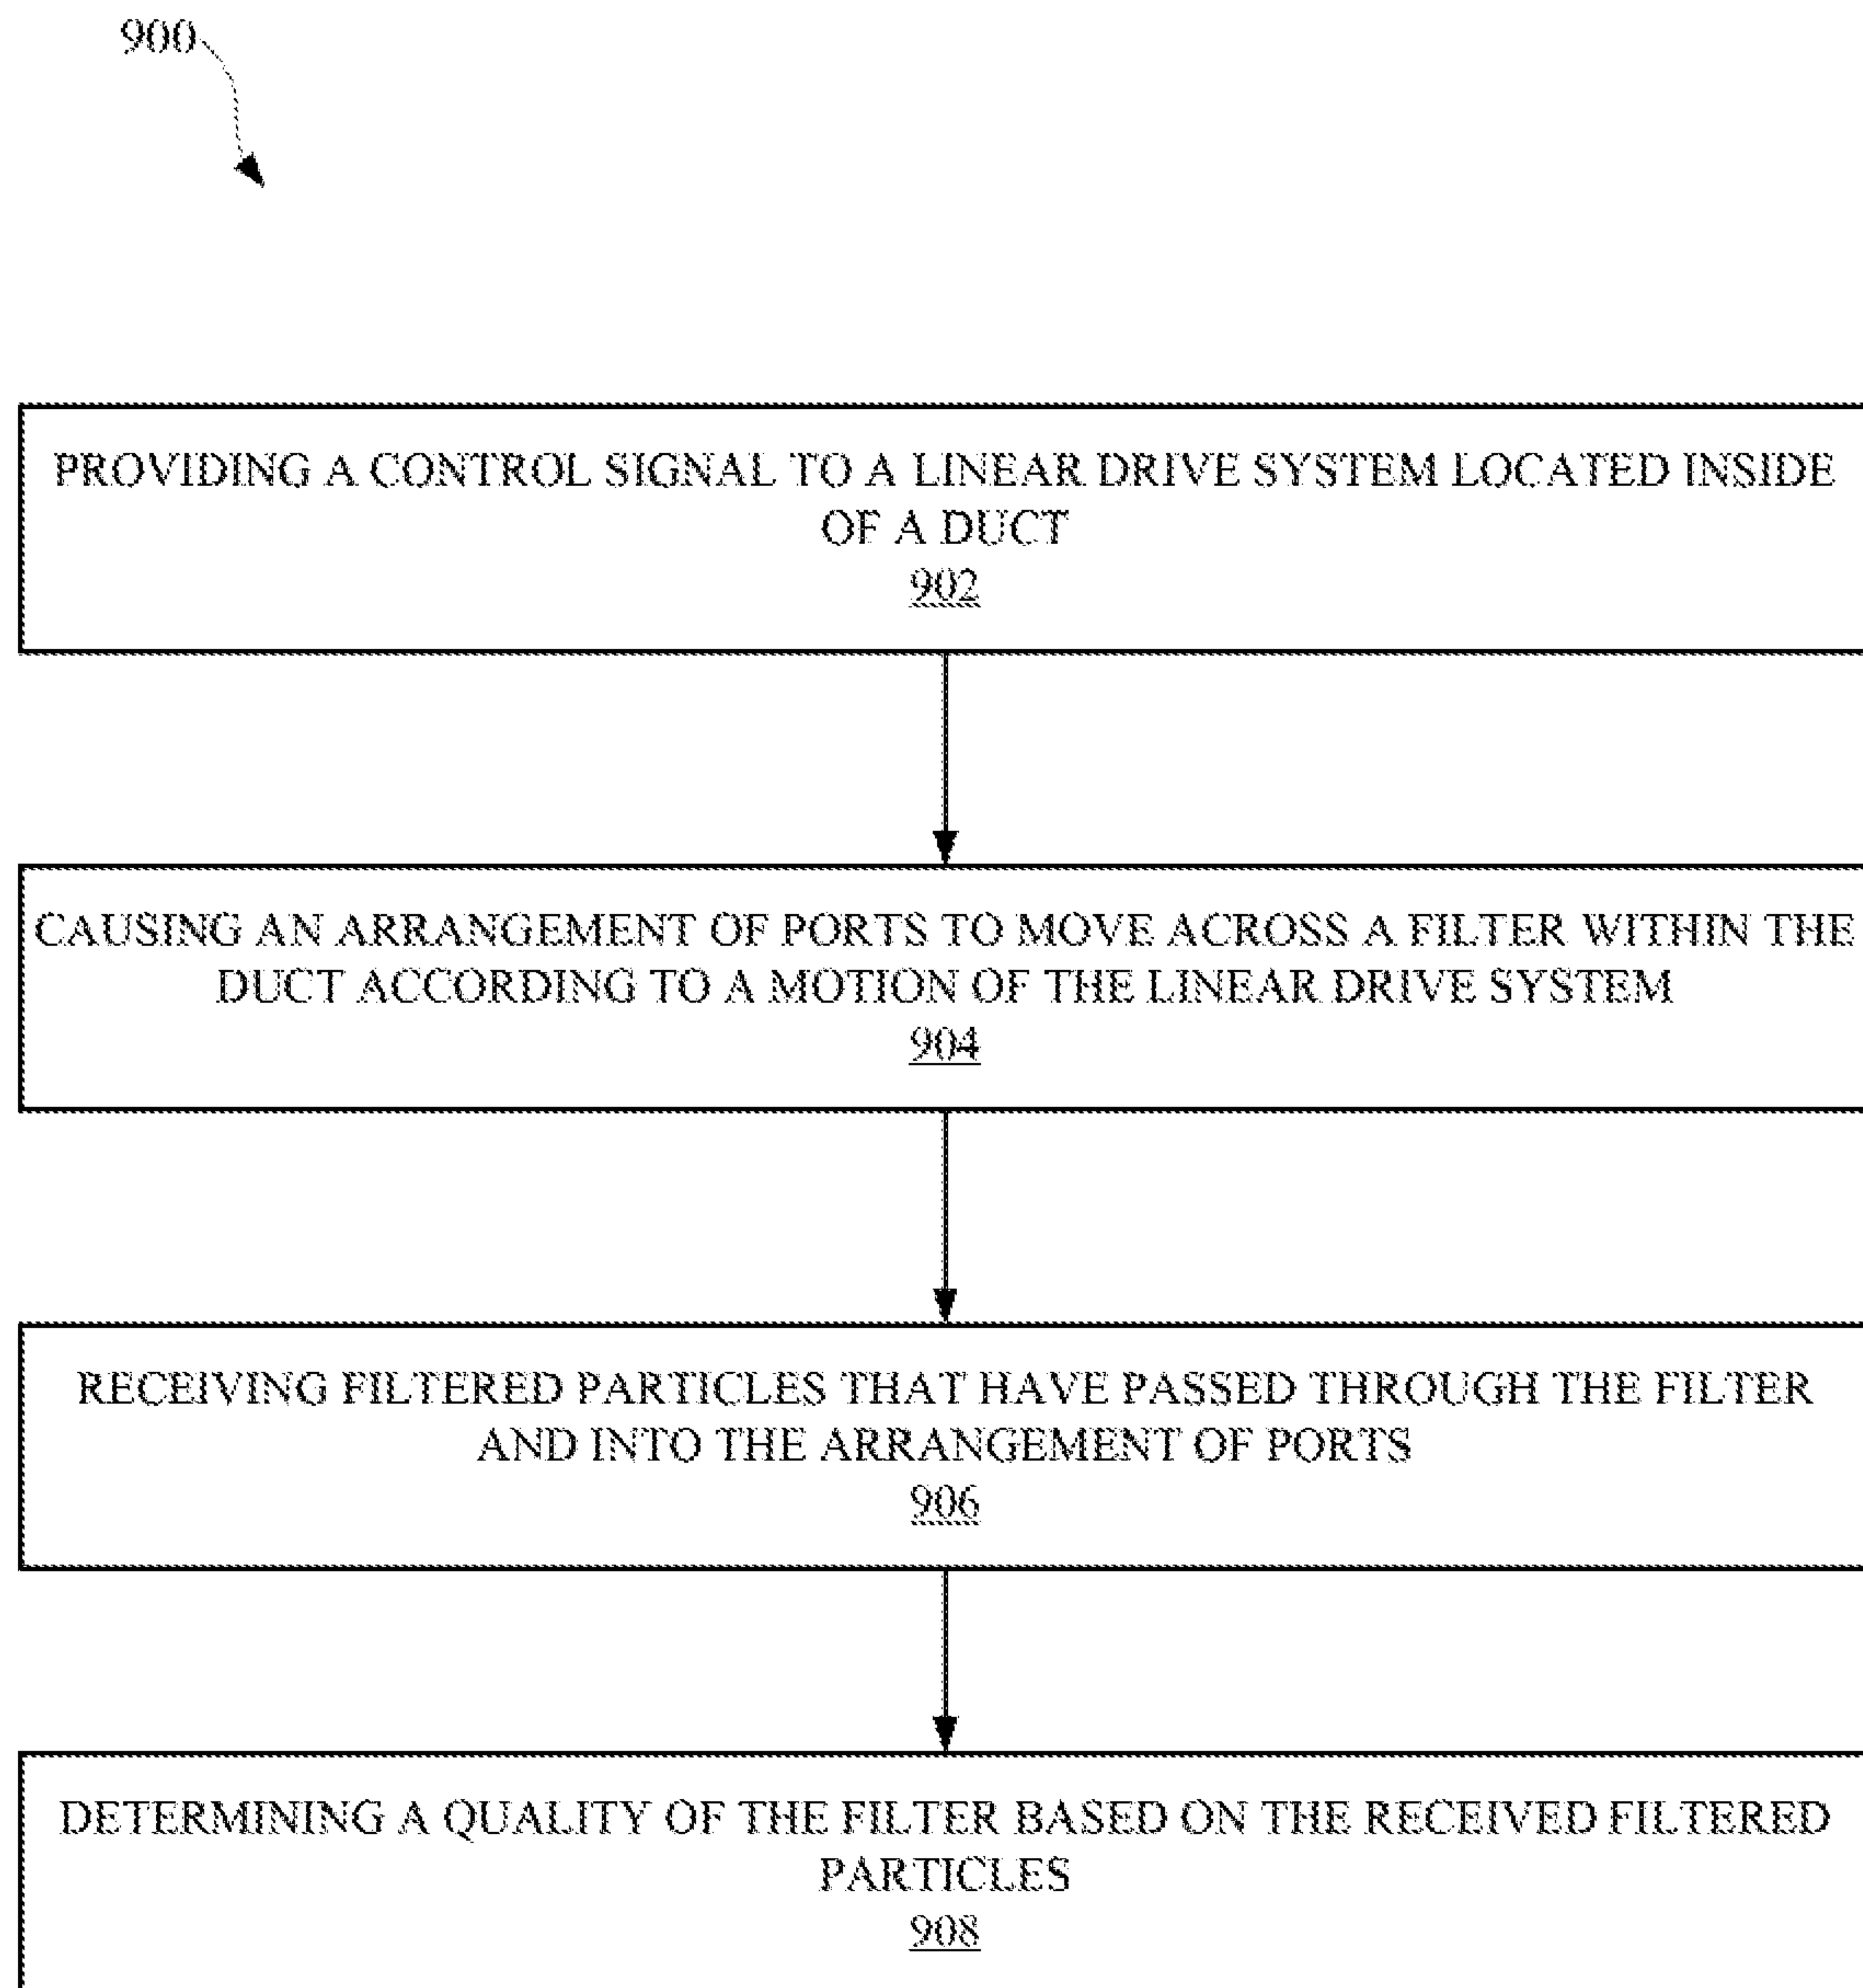 900
PROVIDING A CONTROL SIGNAL TO A LINEAR DRIVE SYSTEM LOCATED INSIDE
OF A DUCT
902
CAUSING AN ARRANGEMENT OF PORTS TO MOVE ACROSS A FILTER WITHIN THE
DUCT ACCORDING TO A MOTION OF THE LINEAR DRIVE SYSTEM
904
RECEIVING FILTERED PARTICLES THAT HAVE PASSED THROUGH THE FILTER
AND INTO THE ARRANGEMENT OF PORTS
906
DETERMINING A QUALITY OF THE FILTER BASED ON THE RECEIVED FILTERED
PARTICLES
908